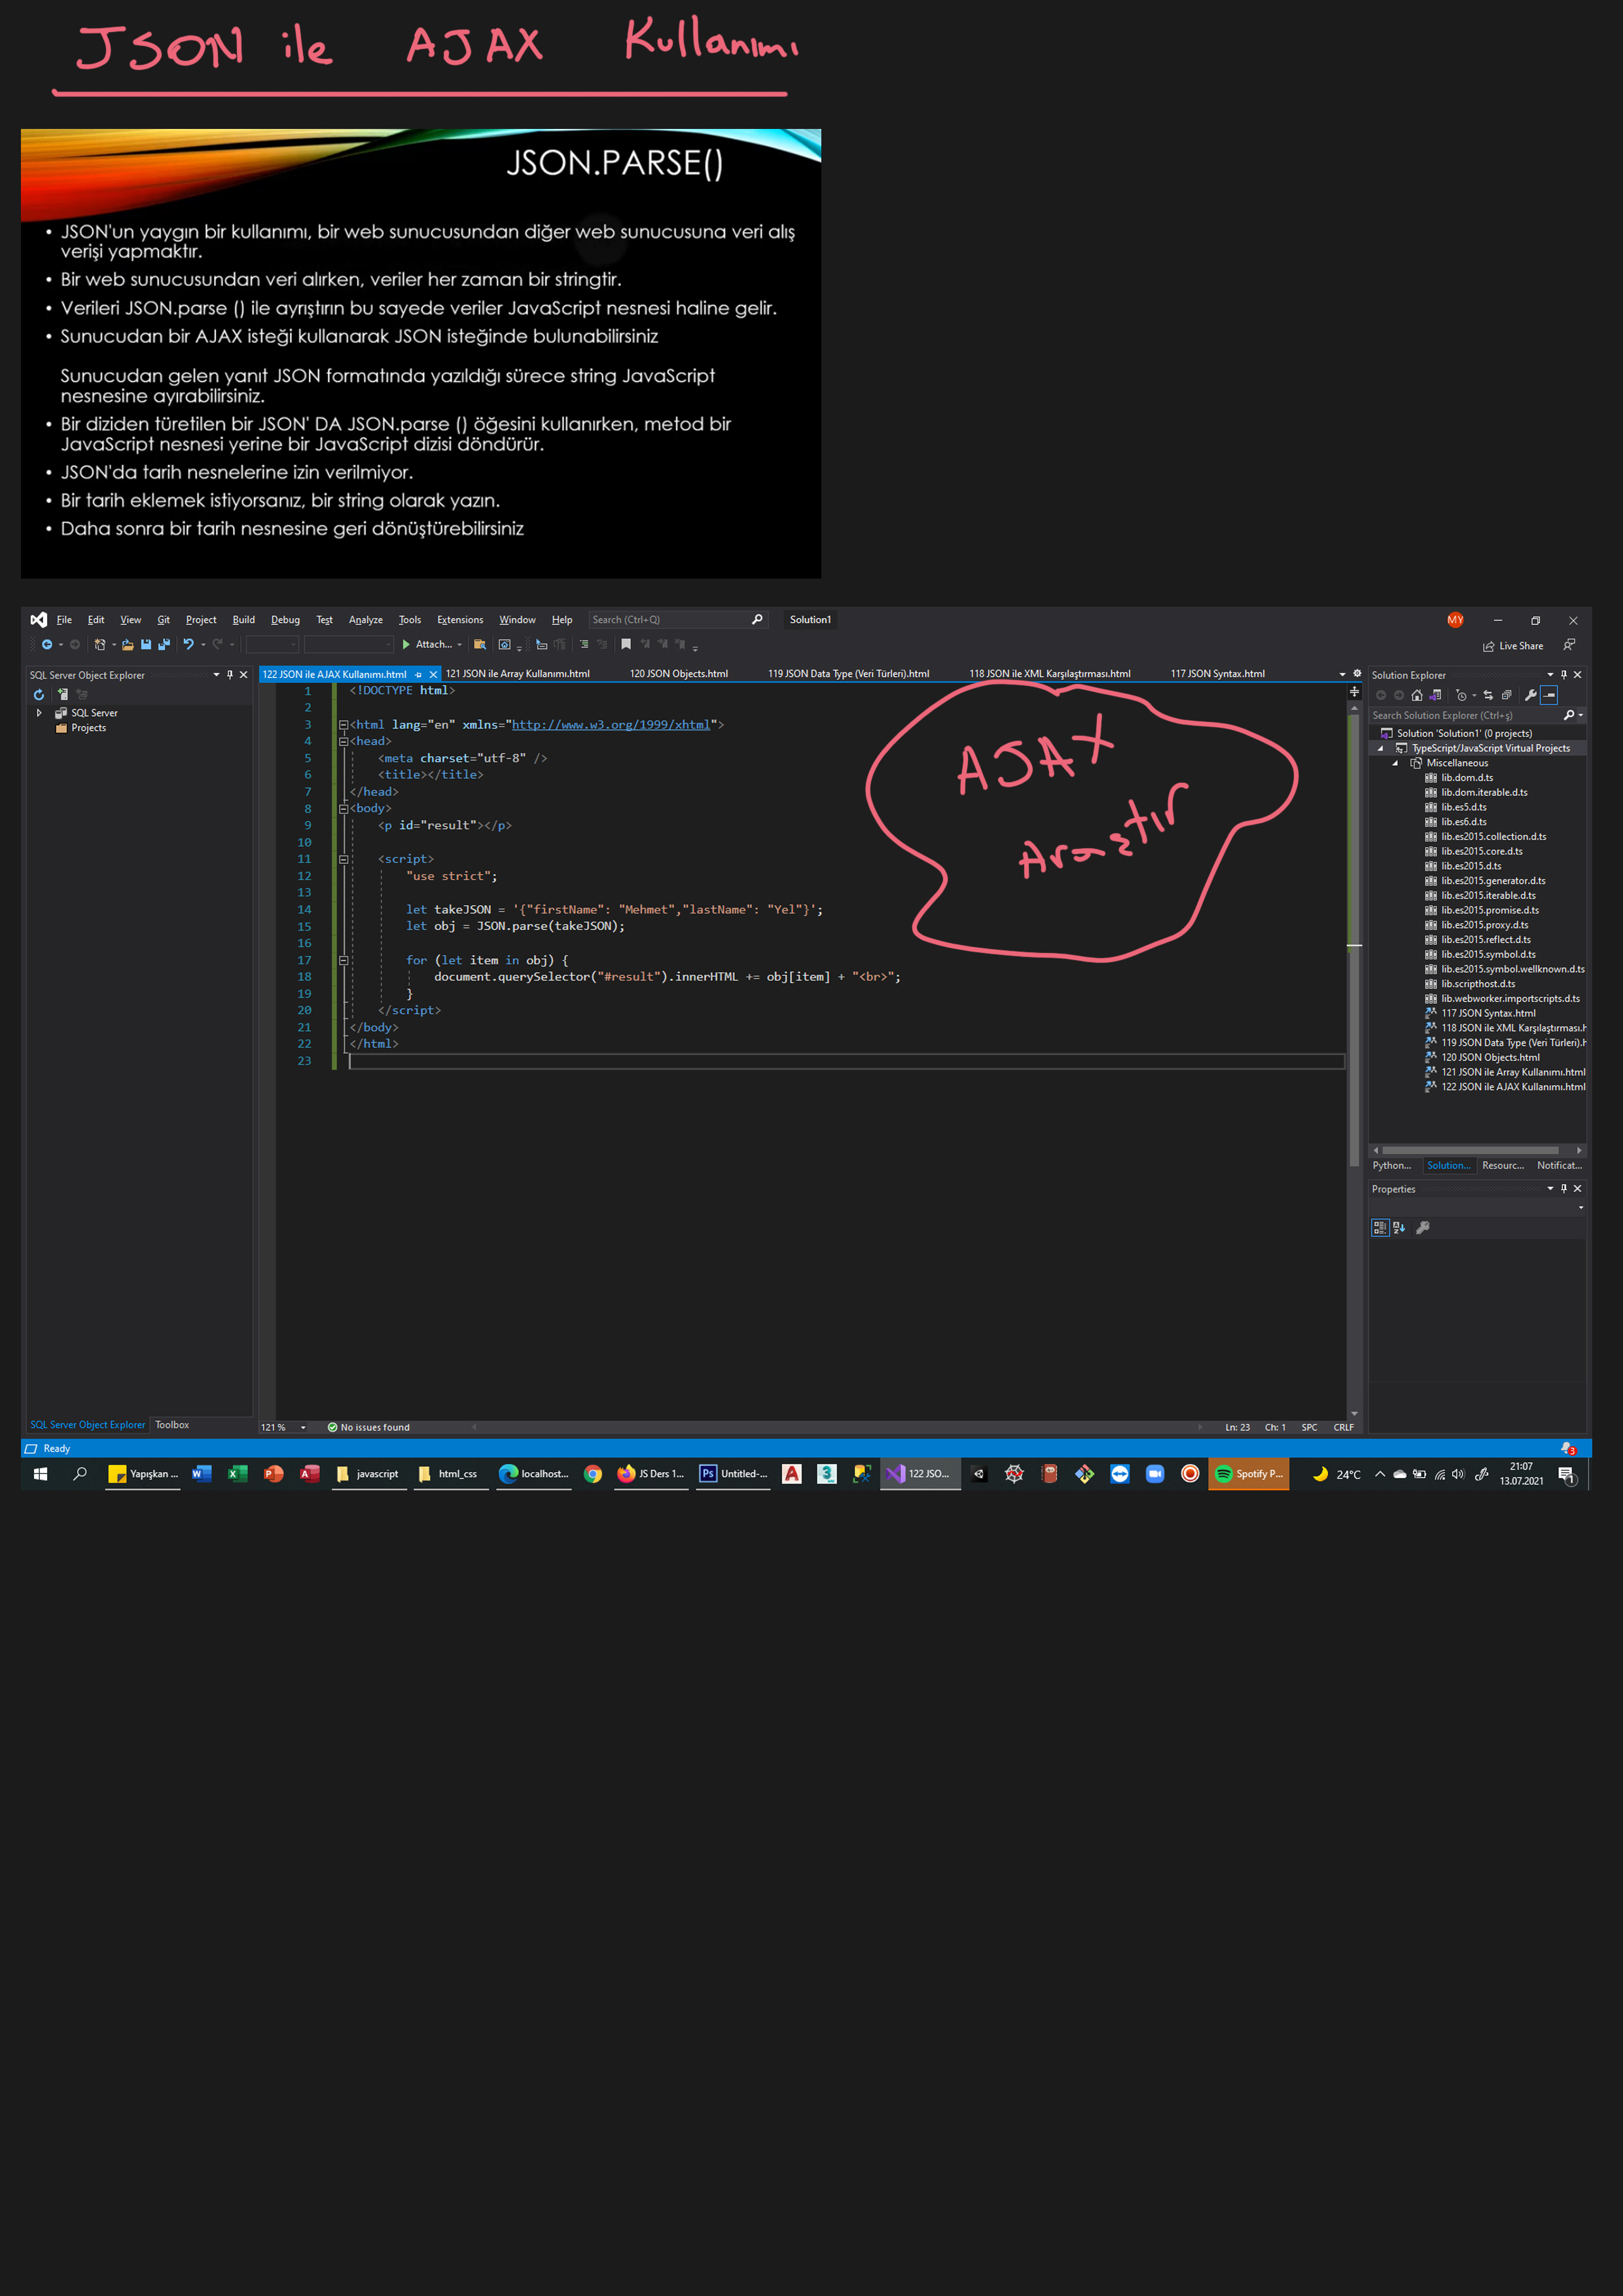 JSON ile AJAX Kullanımı
JSON.PARSE()
• JSON'un yaygın bir kullanımı, bir web sunucusundan diğer web sunucusuna veri alış
verişi yapmaktır.
• Bir web sunucusundan veri alırken, veriler her zaman bir stringtir.
• Verileri JSON.parse () ile ayrıştırın bu sayede veriler JavaScript nesnesi haline gelir.
• Sunucudan bir AJAX isteği kullanarak JSON isteğinde bulunabilirsiniz
Sunucudan gelen yanıt JSON formatında yazıldığı sürece string JavaScript
nesnesine ayırabilirsiniz.
• Bir diziden türetilen bir JSON' DA JSON.parse () öğesini kullanırken, metod bir
JavaScript nesnesi yerine bir JavaScript dizisi döndürür.
• JSON'da tarih nesnelerine izin verilmiyor.
• Bir tarih eklemek istiyorsanız, bir string olarak yazın.
• Daha sonra bir tarih nesnesine geri dönüştürebilirsiniz
File Edit View Git Project Build Debug Test Analyze Tools Extensions Window Help Search (Ctrl+Q) Solution1 MY
Attach... Live Share
SQL Server Object Explorer
SQL Server
Projects
122 JSON ile AJAX Kullanımı.html 121 JSON ile Array Kullanımı.html 120 JSON Objects.html 119 JSON Data Type (Veri Türleri).html 118 JSON ile XML Karşılaştırması.html 117 JSON Syntax.html
1 <!DOCTYPE html>
2
3 <html lang="en" xmlns="http://www.w3.org/1999/xhtml">
4 <head>
5 <meta charset="utf-8" />
6 <title></title>
7 </head>
8 <body>
9 <p id="result"></p>
10
11 <script>
12 "use strict";
13
14 let takeJSON = '{"firstName": "Mehmet","lastName": "Yel"}';
15 let obj = JSON.parse(takeJSON);
16
17 for (let item in obj) {
18 document.querySelector("#result").innerHTML += obj[item] + "<br>";
19 }
20 </script>
21 </body>
22 </html>
23
AJAX
Araştır
Solution Explorer
Search Solution Explorer (Ctrl+ş)
Solution 'Solution1' (0 projects)
TypeScript/JavaScript Virtual Projects
Miscellaneous
lib.dom.d.ts
lib.dom.iterable.d.ts
lib.es5.d.ts
lib.es6.d.ts
lib.es2015.collection.d.ts
lib.es2015.core.d.ts
lib.es2015.d.ts
lib.es2015.generator.d.ts
lib.es2015.iterable.d.ts
lib.es2015.promise.d.ts
lib.es2015.proxy.d.ts
lib.es2015.reflect.d.ts
lib.es2015.symbol.d.ts
lib.es2015.symbol.wellknown.d.ts
lib.scripthost.d.ts
lib.webworker.importscripts.d.ts
117 JSON Syntax.html
118 JSON ile XML Karşılaştırması.h
119 JSON Data Type (Veri Türleri).h
120 JSON Objects.html
121 JSON ile Array Kullanımı.html
122 JSON ile AJAX Kullanımı.html
Python... Solution... Resourc... Notificat...
Properties
SQL Server Object Explorer Toolbox
121 % No issues found Ln: 23 Ch: 1 SPC CRLF
Ready 3
Yapışkan ... javascript html_css localhost... JS Ders 1... Ps Untitled-... 122 JSO... Spotify P... 24°C 21:07
13.07.2021 1